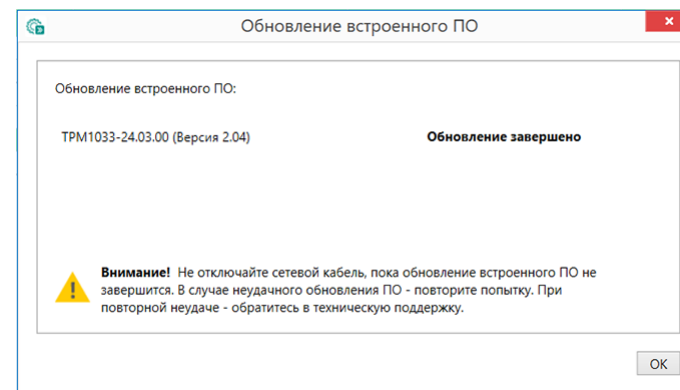 Обновление встроенного ПО
Обновление встроенного ПО:
ТРМ1033-24.03.00 (Версия 2.04) Обновление завершено
Внимание! Не отключайте сетевой кабель, пока обновление встроенного ПО не
завершится. В случае неудачного обновления ПО - повторите попытку. При
повторной неудаче - обратитесь в техническую поддержку.
ОК